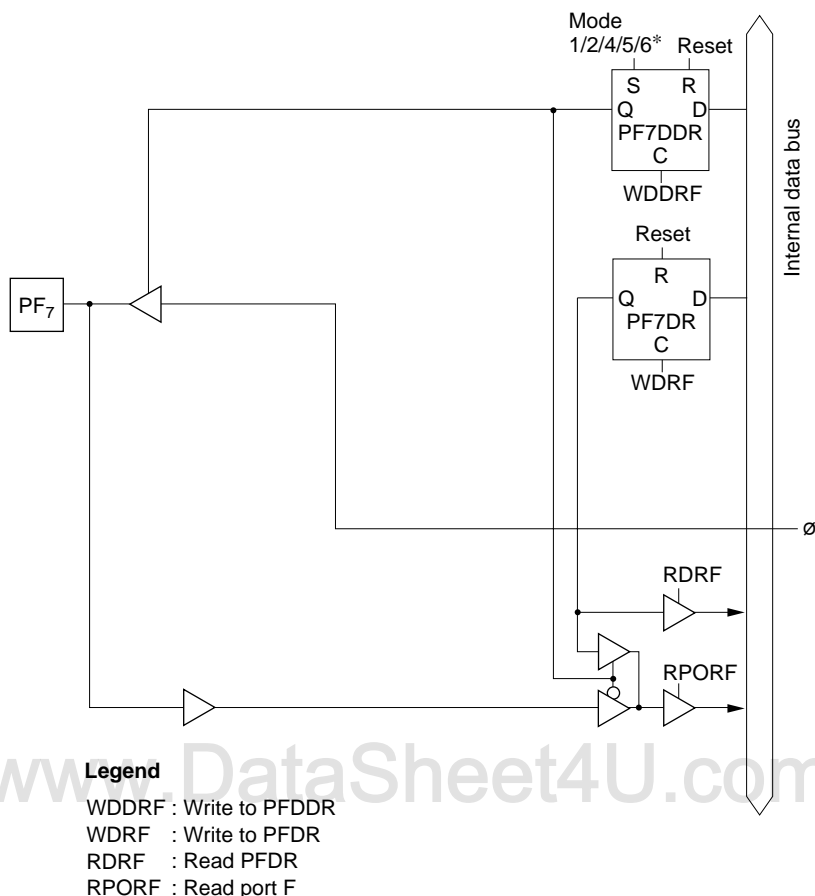 Mode
1/2/4/5/6* Reset
S R
Q D
PF7DDR
C
WDDRF
Internal data bus
Reset
R
Q D
PF7DR
C
WDRF
PF7
ø
RDRF
RPORF
www.DataSheet4U.com
Legend
WDDRF : Write to PFDDR
WDRF : Write to PFDR
RDRF : Read PFDR
RPORF : Read port F